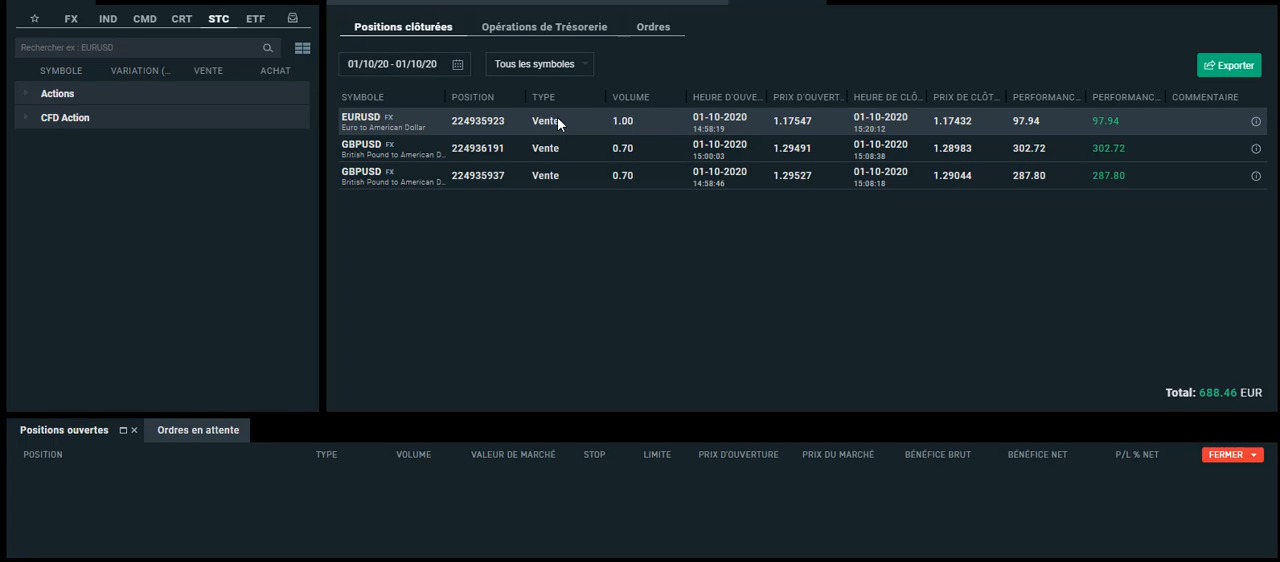 FX IND CMD CRT STC ETF
Rechercher ex : EURUSD
SYMBOLE VARIATION (... VENTE ACHAT
Actions
CFD Action
Positions clôturées Opérations de Trésorerie Ordres
01/10/20 - 01/10/20 Tous les symboles Exporter
SYMBOLE POSITION TYPE VOLUME HEURE D'OUVE... PRIX D'OUVERT... HEURE DE CLÔ... PRIX DE CLÔT... PERFORMANC... PERFORMANC... COMMENTAIRE
EURUSD FX 224935923 Vente 1.00 01-10-2020 1.17547 01-10-2020 1.17432 97.94 97.94
Euro to American Dollar 14:58:19 15:20:12
GBPUSD FX 224936191 Vente 0.70 01-10-2020 1.29491 01-10-2020 1.28983 302.72 302.72
British Pound to American D... 15:00:03 15:08:38
GBPUSD FX 224935937 Vente 0.70 01-10-2020 1.29527 01-10-2020 1.29044 287.80 287.80
British Pound to American D... 14:58:46 15:08:18
Total: 688.46 EUR
Positions ouvertes Ordres en attente
POSITION TYPE VOLUME VALEUR DE MARCHÉ STOP LIMITE PRIX D'OUVERTURE PRIX DU MARCHÉ BÉNÉFICE BRUT BÉNÉFICE NET P/L % NET FERMER